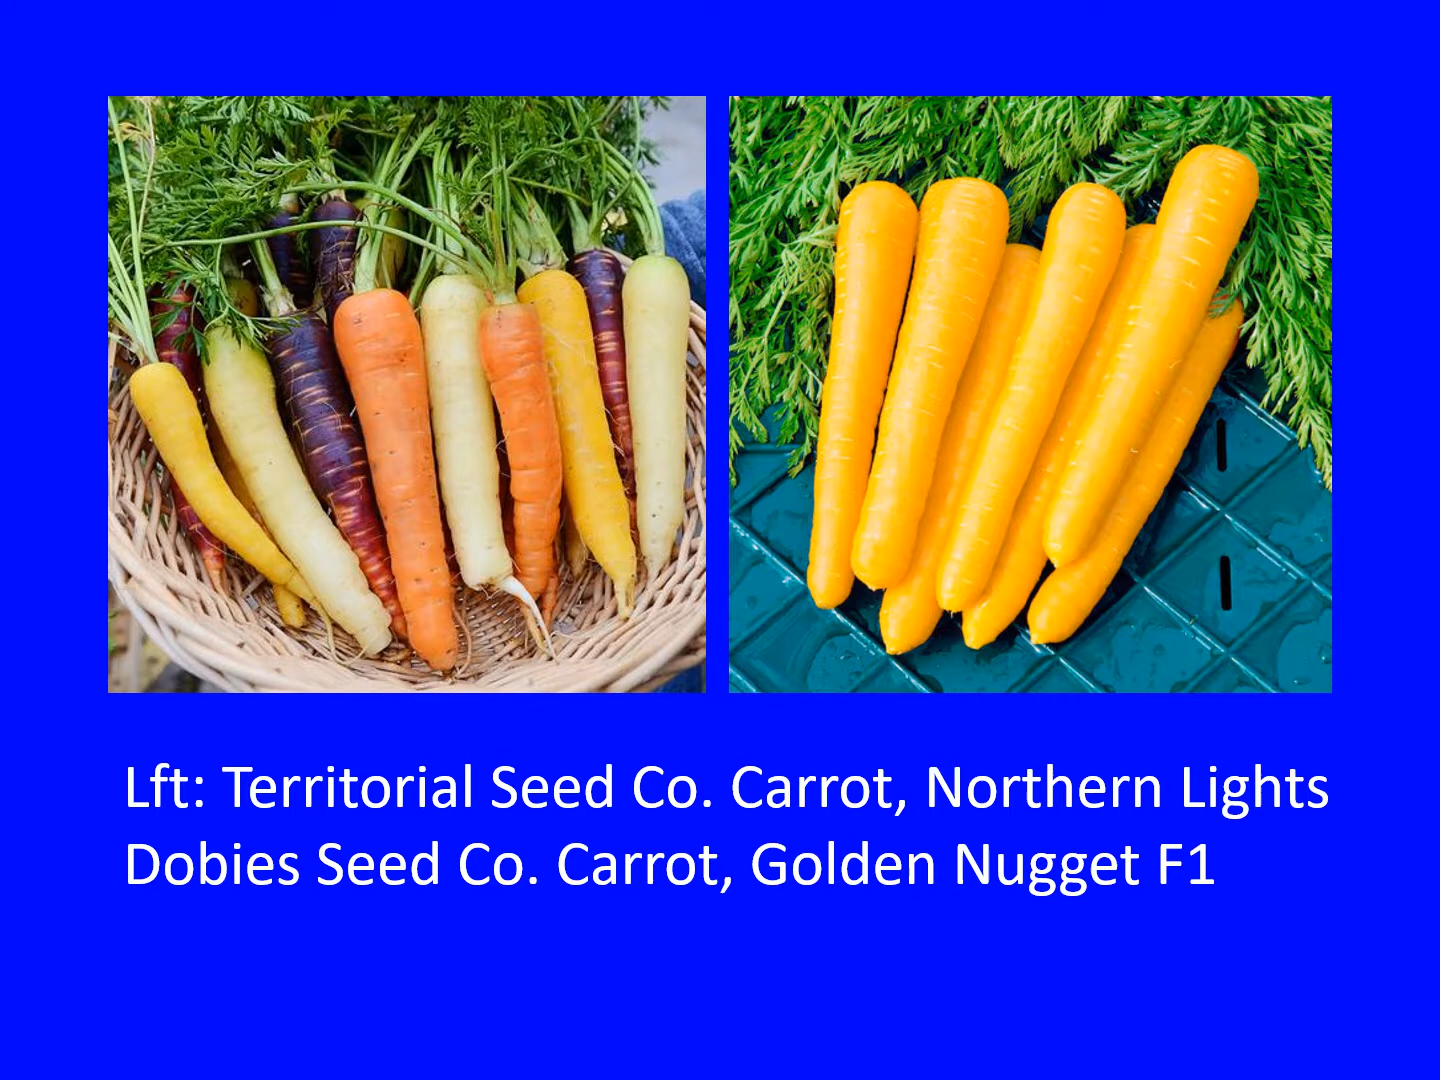 Lft: Territorial Seed Co. Carrot, Northern Lights
Dobies Seed Co. Carrot, Golden Nugget F1